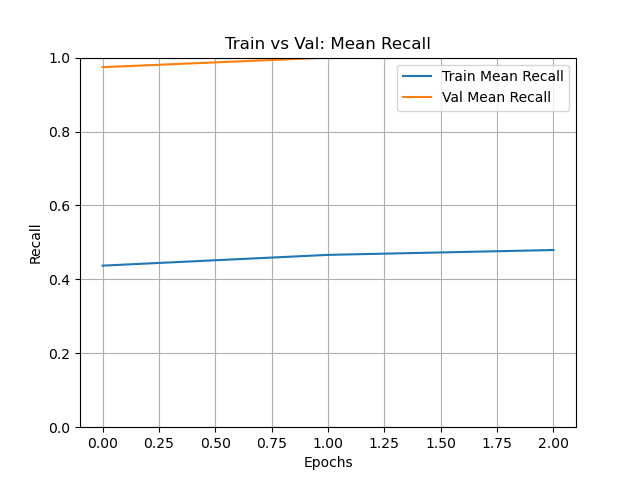 Train vs Val: Mean Recall
1.0
0.8
0.6
0.4
0.2
0.0
Recall
Train Mean Recall
Val Mean Recall
0.00 0.25 0.50 0.75 1.00 1.25 1.50 1.75 2.00
Epochs